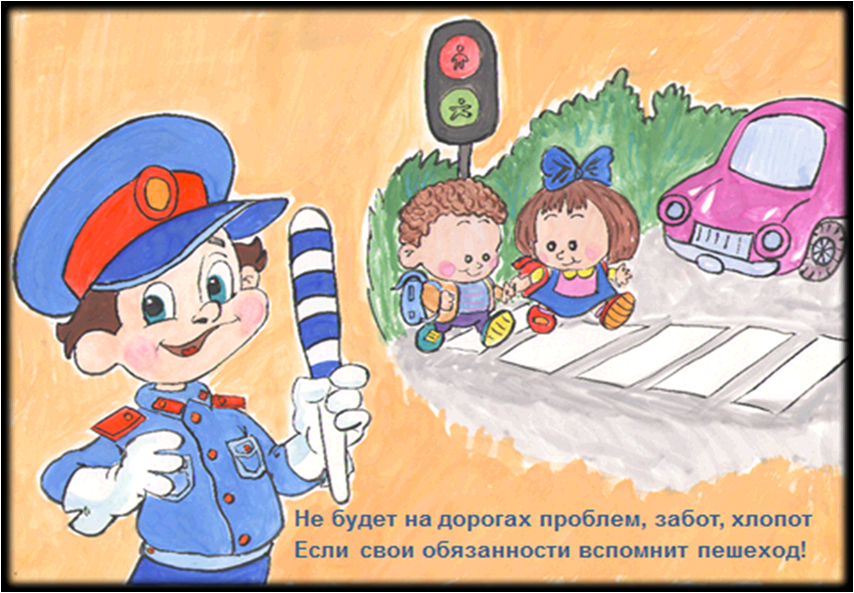 Не будет на дорогах проблем, забот, хлопот
Если свои обязанности вспомнит пешеход!